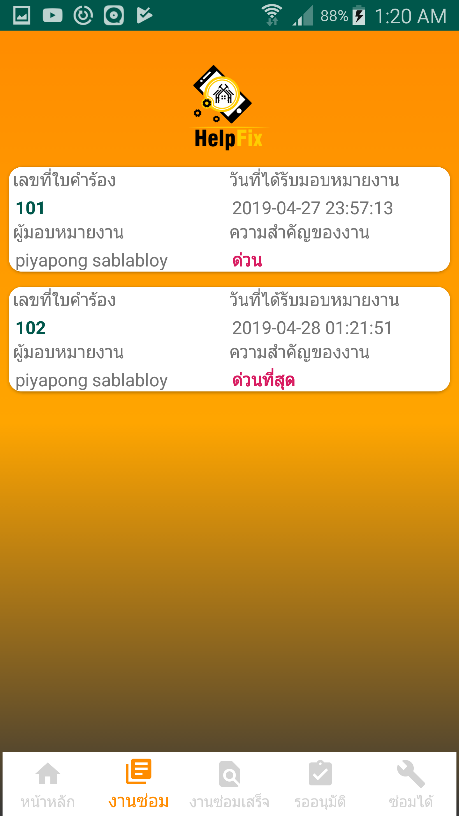 88% 1:20 AM
HelpFix
เลขที่ใบคำร้อง วันที่ได้รับมอบหมายงาน
101 2019-04-27 23:57:13
ผู้มอบหมายงาน ความสำคัญของงาน
piyapong sablabloy ด่วน
เลขที่ใบคำร้อง วันที่ได้รับมอบหมายงาน
102 2019-04-28 01:21:51
ผู้มอบหมายงาน ความสำคัญของงาน
piyapong sablabloy ด่วนที่สุด
หน้าหลัก งานซ่อม งานซ่อมเสร็จ รออนุมัติ ซ่อมได้